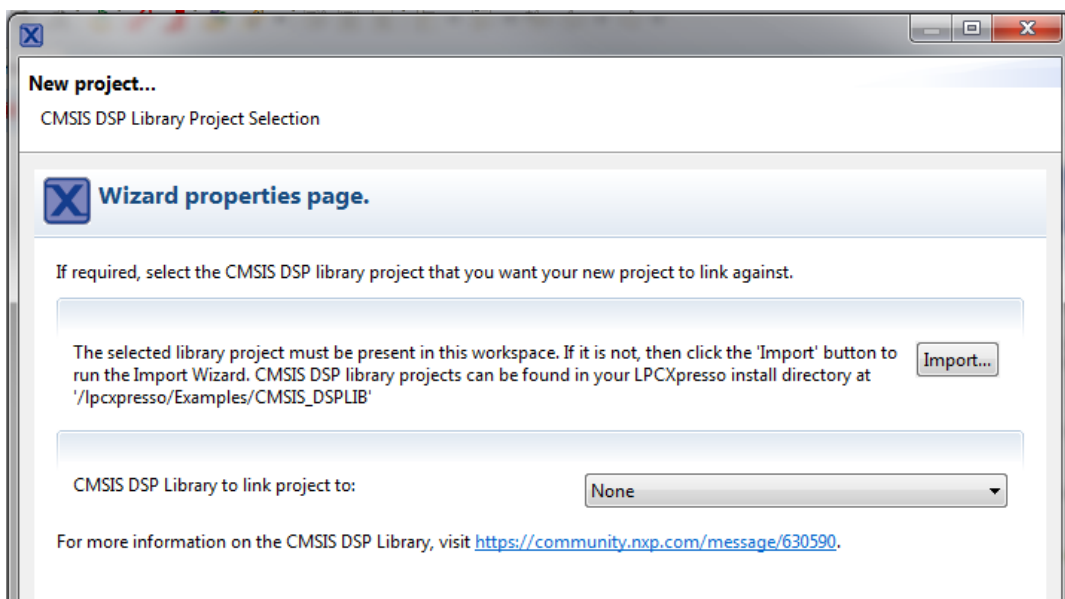 New project...
CMSIS DSP Library Project Selection
Wizard properties page.
If required, select the CMSIS DSP library project that you want your new project to link against.
The selected library project must be present in this workspace. If it is not, then click the 'Import' button to
run the Import Wizard. CMSIS DSP library projects can be found in your LPCXpresso install directory at
'/lpcxpresso/Examples/CMSIS_DSPLIB'
Import...
CMSIS DSP Library to link project to:
None
For more information on the CMSIS DSP Library, visit https://community.nxp.com/message/630590.